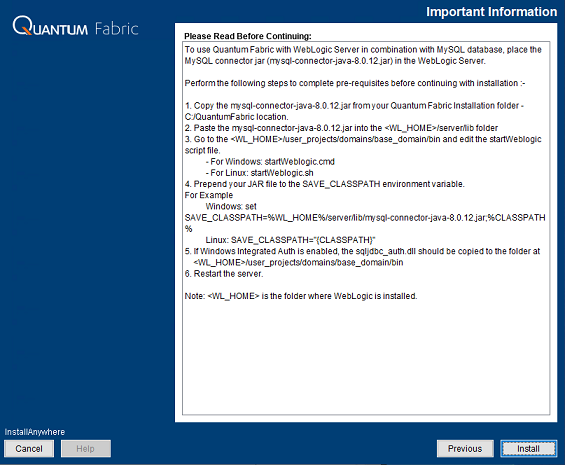 Important Information
QUANTUM Fabric
Please Read Before Continuing:
To use Quantum Fabric with WebLogic Server in combination with MySQL database, place the
MySQL connector jar (mysql-connector-java-8.0.12.jar) in the WebLogic Server.
Perform the following steps to complete pre-requisites before continuing with installation :-
1. Copy the mysql-connector-java-8.0.12.jar from your Quantum Fabric Installation folder -
C:/QuantumFabric location.
2. Paste the mysql-connector-java-8.0.12.jar into the <WL_HOME>/server/lib folder
3. Go to the <WL_HOME>/user_projects/domains/base_domain/bin and edit the startWeblogic
script file.
- For Windows: startWeblogic.cmd
- For Linux: startWeblogic.sh
4. Prepend your JAR file to the SAVE_CLASSPATH environment variable.
For Example
Windows: set
SAVE_CLASSPATH=%WL_HOME%/server/lib/mysql-connector-java-8.0.12.jar;%CLASSPATH
%
Linux: SAVE_CLASSPATH="{CLASSPATH}"
5. If Windows Integrated Auth is enabled, the sqljdbc_auth.dll should be copied to the folder at
<WL_HOME>/user_projects/domains/base_domain/bin
6. Restart the server.
Note: <WL_HOME> is the folder where WebLogic is installed.
InstallAnywhere
Cancel Help Previous Install